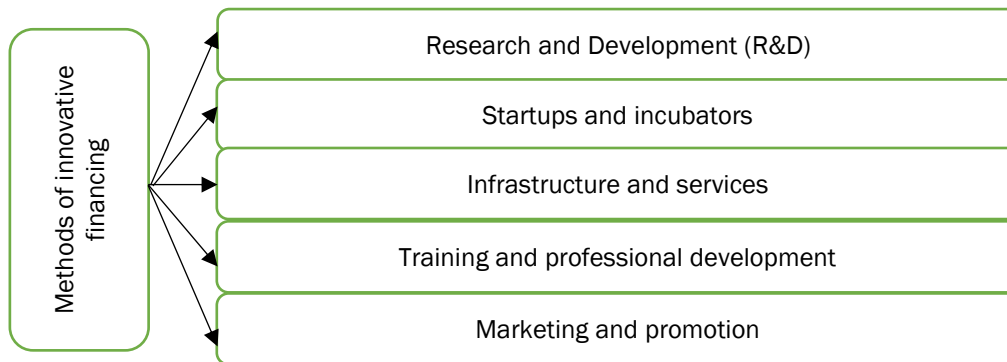 Methods of innovative
financing
Research and Development (R&D)
Startups and incubators
Infrastructure and services
Training and professional development
Marketing and promotion